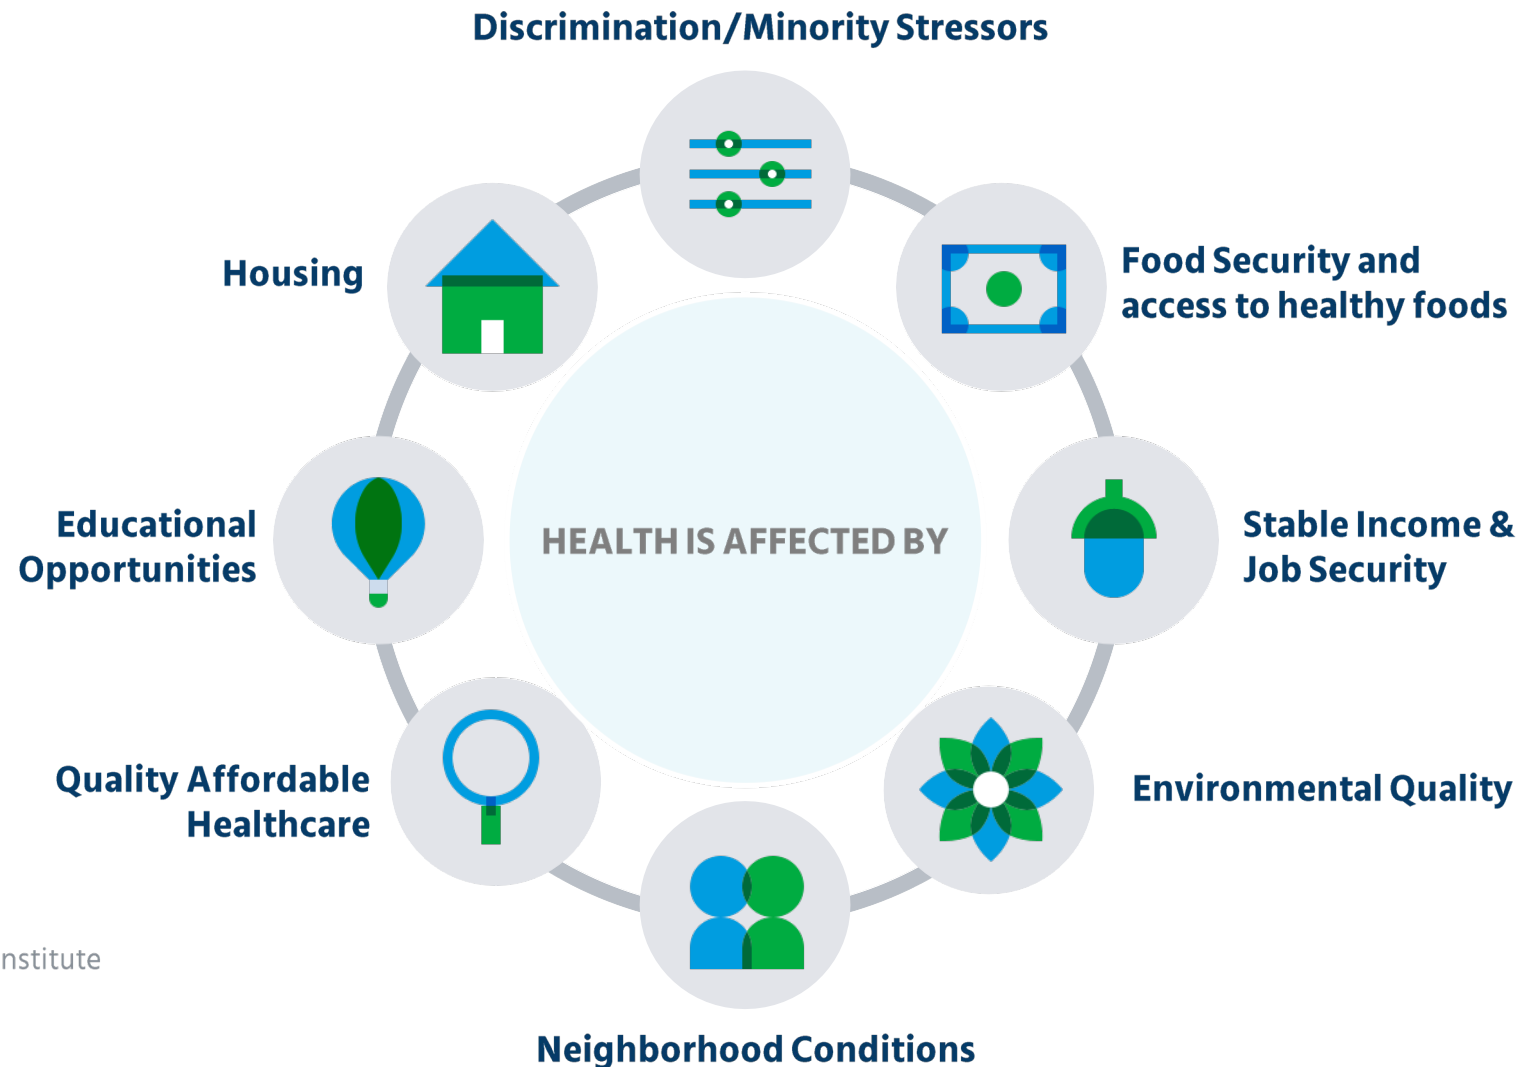 Discrimination/Minority Stressors
Housing
Food Security and
access to healthy foods
Educational
Opportunities
HEALTH IS AFFECTED BY
Stable Income &
Job Security
Quality Affordable
Healthcare
Environmental Quality
nstitute
Neighborhood Conditions